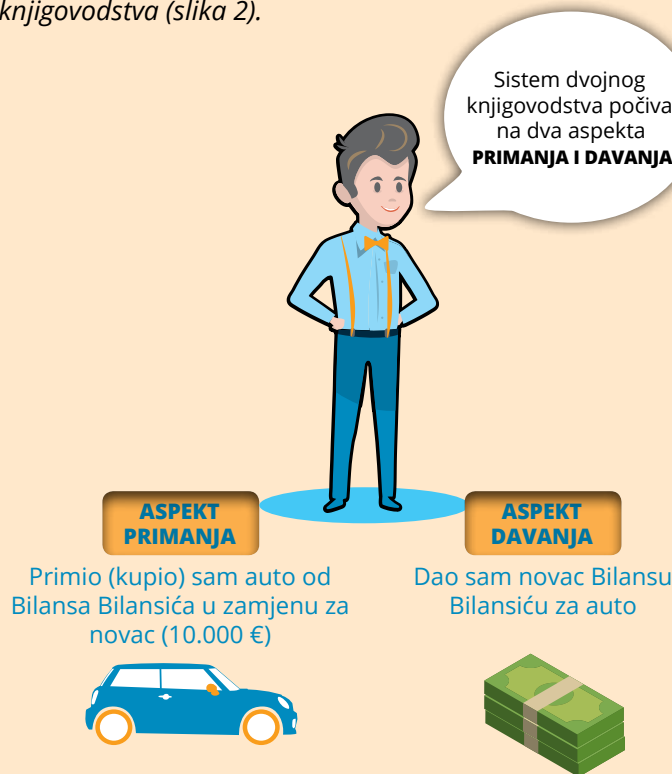 knjigovodstva (slika 2).
Sistem dvojnog
knjigovodstva počiva
na dva aspekta
PRIMANJA I DAVANJA
ASPEKT
PRIMANJA
Primio (kupio) sam auto od
Bilansa Bilansića u zamjenu za
novac (10.000 €)
ASPEKT
DAVANJA
Dao sam novac Bilansu
Bilansiću za auto